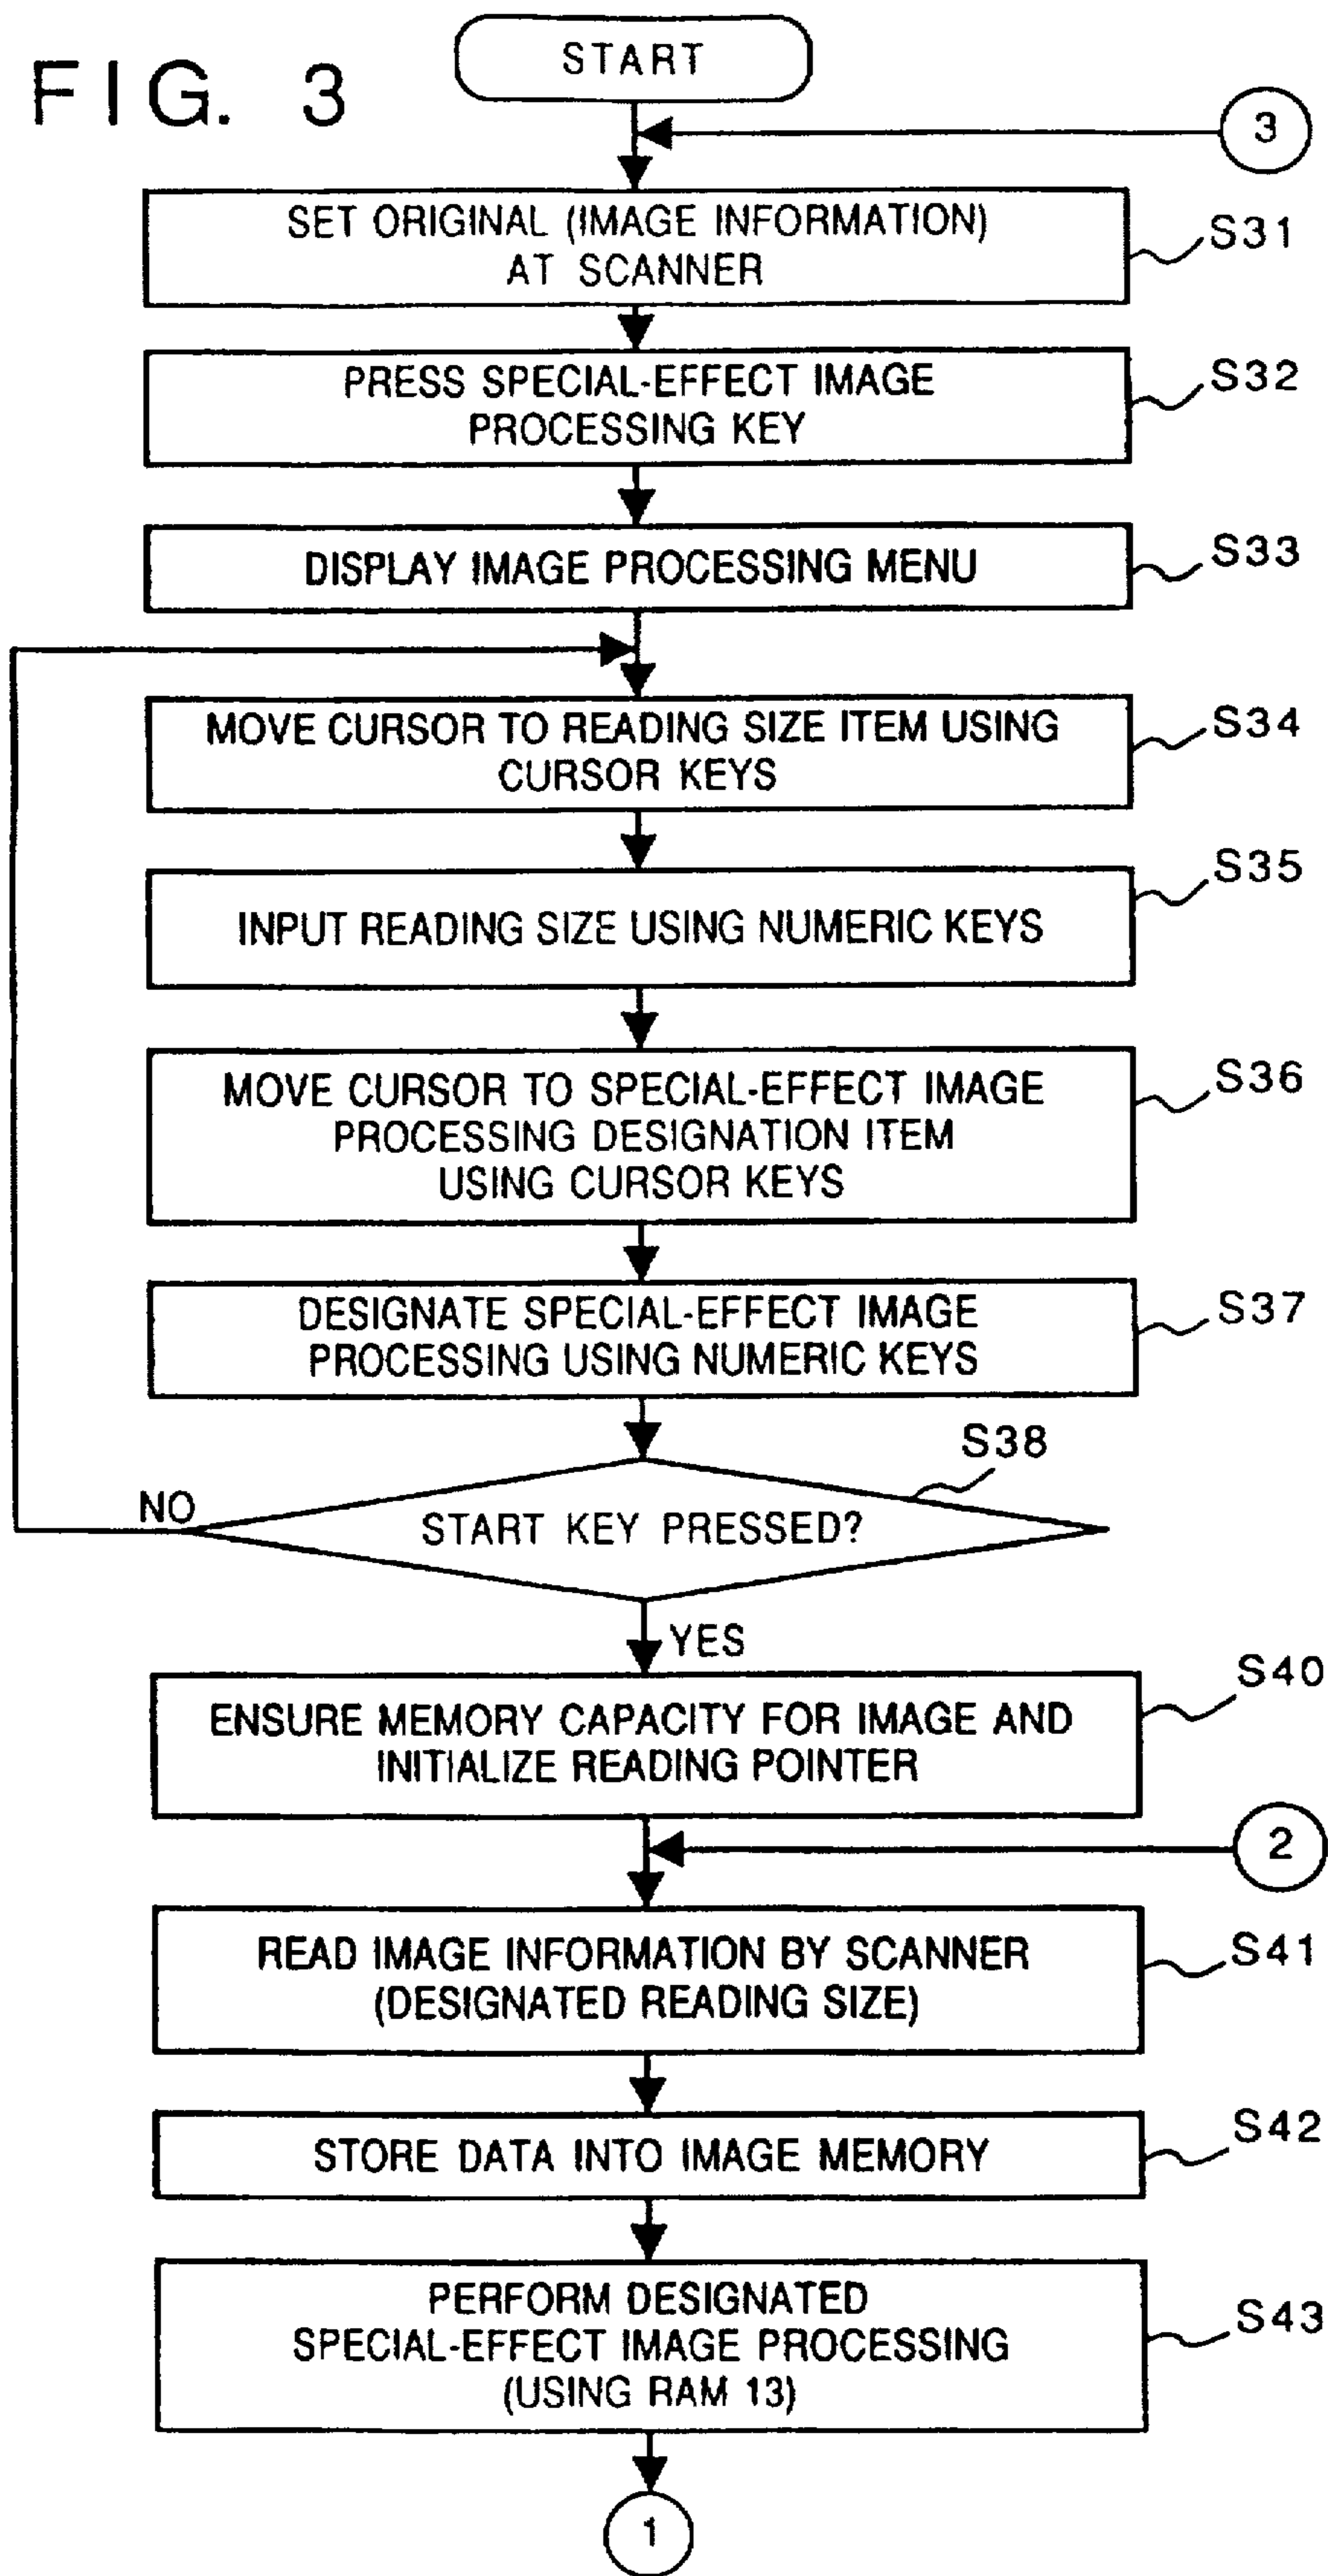 FIG. 3
START
3
SET ORIGINAL (IMAGE INFORMATION)
AT SCANNER
S31
PRESS SPECIAL-EFFECT IMAGE
PROCESSING KEY
S32
DISPLAY IMAGE PROCESSING MENU
S33
MOVE CURSOR TO READING SIZE ITEM USING
CURSOR KEYS
S34
INPUT READING SIZE USING NUMERIC KEYS
S35
MOVE CURSOR TO SPECIAL-EFFECT IMAGE
PROCESSING DESIGNATION ITEM
USING CURSOR KEYS
S36
DESIGNATE SPECIAL-EFFECT IMAGE
PROCESSING USING NUMERIC KEYS
S37
S38
NO
START KEY PRESSED?
YES
ENSURE MEMORY CAPACITY FOR IMAGE AND
INITIALIZE READING POINTER
S40
2
READ IMAGE INFORMATION BY SCANNER
(DESIGNATED READING SIZE)
S41
STORE DATA INTO IMAGE MEMORY
S42
PERFORM DESIGNATED
SPECIAL-EFFECT IMAGE PROCESSING
(USING RAM 13)
S43
1